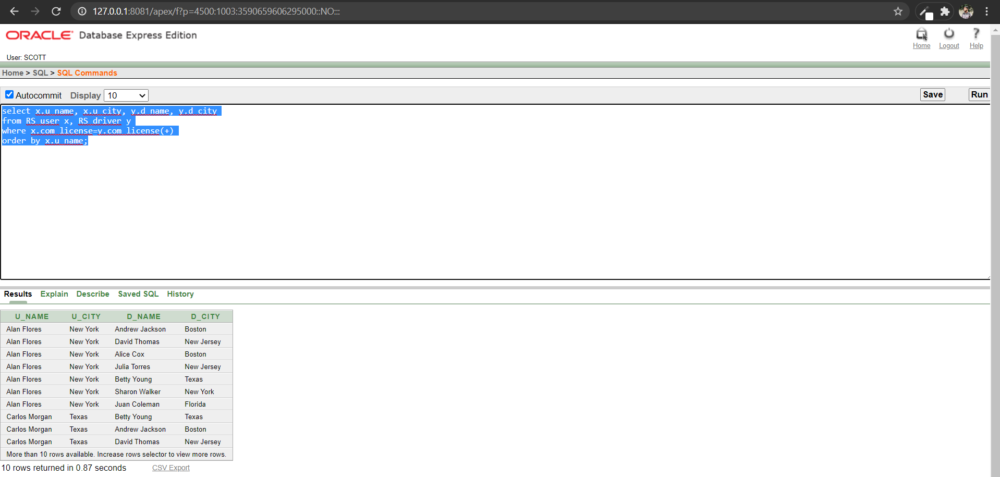 127.0.0.1:8081/apex/f?p=4500:1003:3590659606295000::NO:::
ORACLE Database Express Edition
Home Logout Help
User: SCOTT
Home > SQL > SQL Commands
Autocommit Display 10 Save Run
select x.u_name, x.u_city, y.d_name, y.d_city
from RS_user x, RS_driver y
where x.com_license=y.com_license(+)
order by x.u_name;
Results Explain Describe Saved SQL History
U_NAME U_CITY D_NAME D_CITY
Alan Flores New York Andrew Jackson Boston
Alan Flores New York David Thomas New Jersey
Alan Flores New York Alice Cox Boston
Alan Flores New York Julia Torres New Jersey
Alan Flores New York Betty Young Texas
Alan Flores New York Sharon Walker New York
Alan Flores New York Juan Coleman Florida
Carlos Morgan Texas Betty Young Texas
Carlos Morgan Texas Andrew Jackson Boston
Carlos Morgan Texas David Thomas New Jersey
More than 10 rows available. Increase rows selector to view more rows.
10 rows returned in 0.87 seconds CSV Export